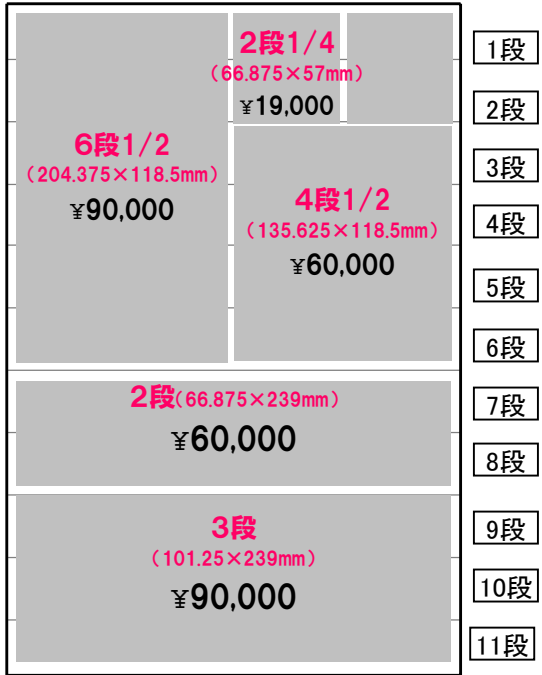 2段1/4
(66.875×57mm)
¥19,000
6段1/2
(204.375×118.5mm)
¥90,000
4段1/2
(135.625×118.5mm)
¥60,000
2段(66.875×239mm)
¥60,000
3段
(101.25×239mm)
¥90,000
1段
2段
3段
4段
5段
6段
7段
8段
9段
10段
11段